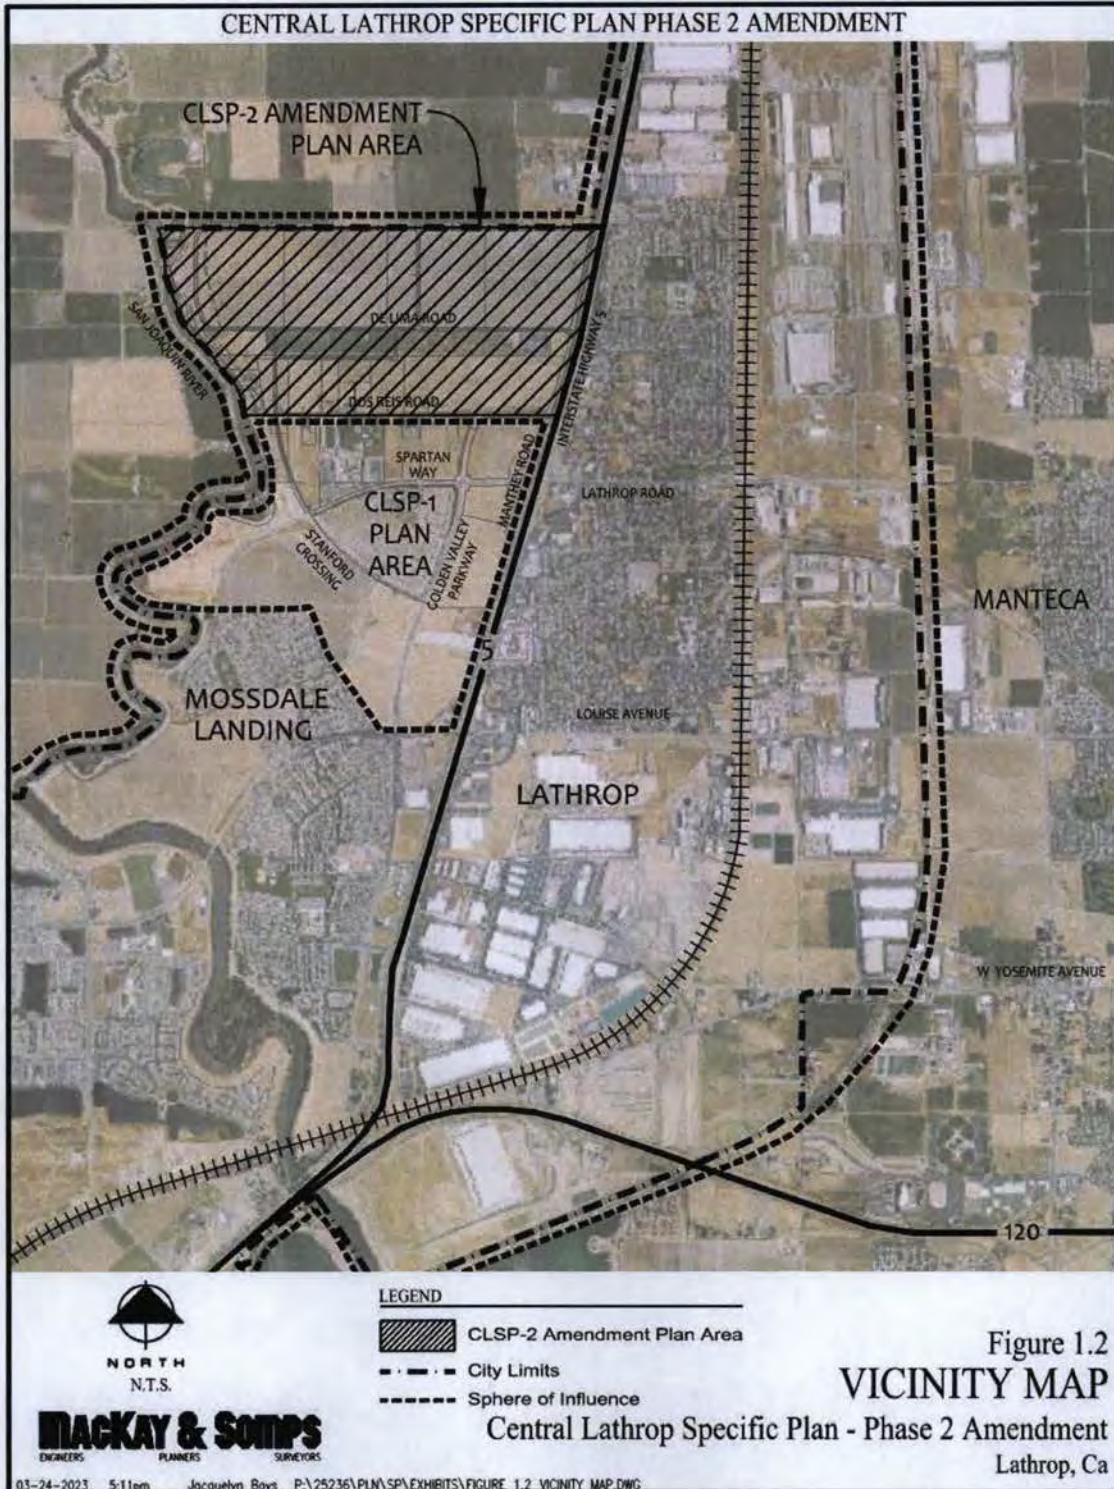 CENTRAL LATHROP SPECIFIC PLAN PHASE 2 AMENDMENT
CLSP-2 AMENDMENT
PLAN AREA
SAN JOAQUIN RIVER
DE LIMA ROAD
DOS REIS ROAD
INTERSTATE HIGHWAY 5
SPARTAN
WAY
MANTHEY ROAD
LATHROP ROAD
CLSP-1
PLAN
AREA
STANFORD
CROSSING
GOLDEN VALLEY
PARKWAY
MANTECA
5
MOSSDALE
LANDING
LOUISE AVENUE
LATHROP
W YOSEMITE AVENUE
120
NORTH
N.T.S.
LEGEND
CLSP-2 Amendment Plan Area
City Limits
Sphere of Influence
Figure 1.2
VICINITY MAP
Central Lathrop Specific Plan - Phase 2 Amendment
Lathrop, Ca
MACKAY & SOMPS
ENGINEERS PLANNERS SURVEYORS
03-24-2023 5:11pm Jacquelyn Bays P:\25236\PLN\SP\EXHIBITS\FIGURE 1.2 VICINITY MAP.DWG